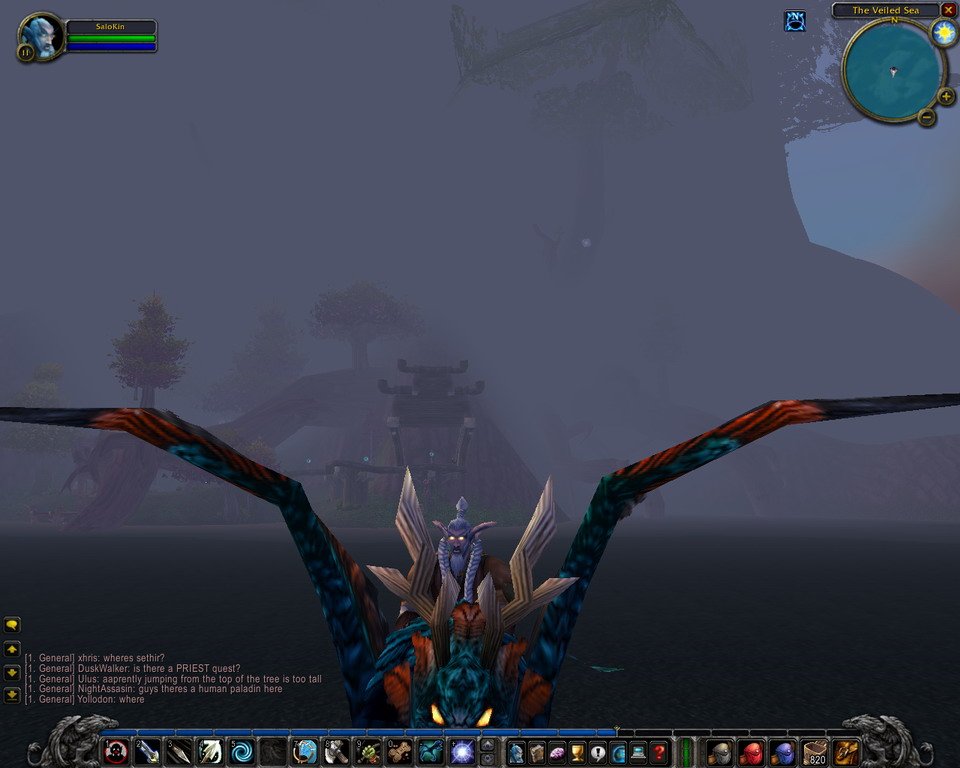 SaloKin
11
The Veiled Sea
N
N
[1. General] xhris: wheres sethir?
[1. General] DuskWalker: is there a PRIEST quest?
[1. General] Ulus: aaprently jumping from the top of the tree is too tall
[1. General] NightAssasin: guys theres a human paladin here
[1. General] Yollodon: where
820